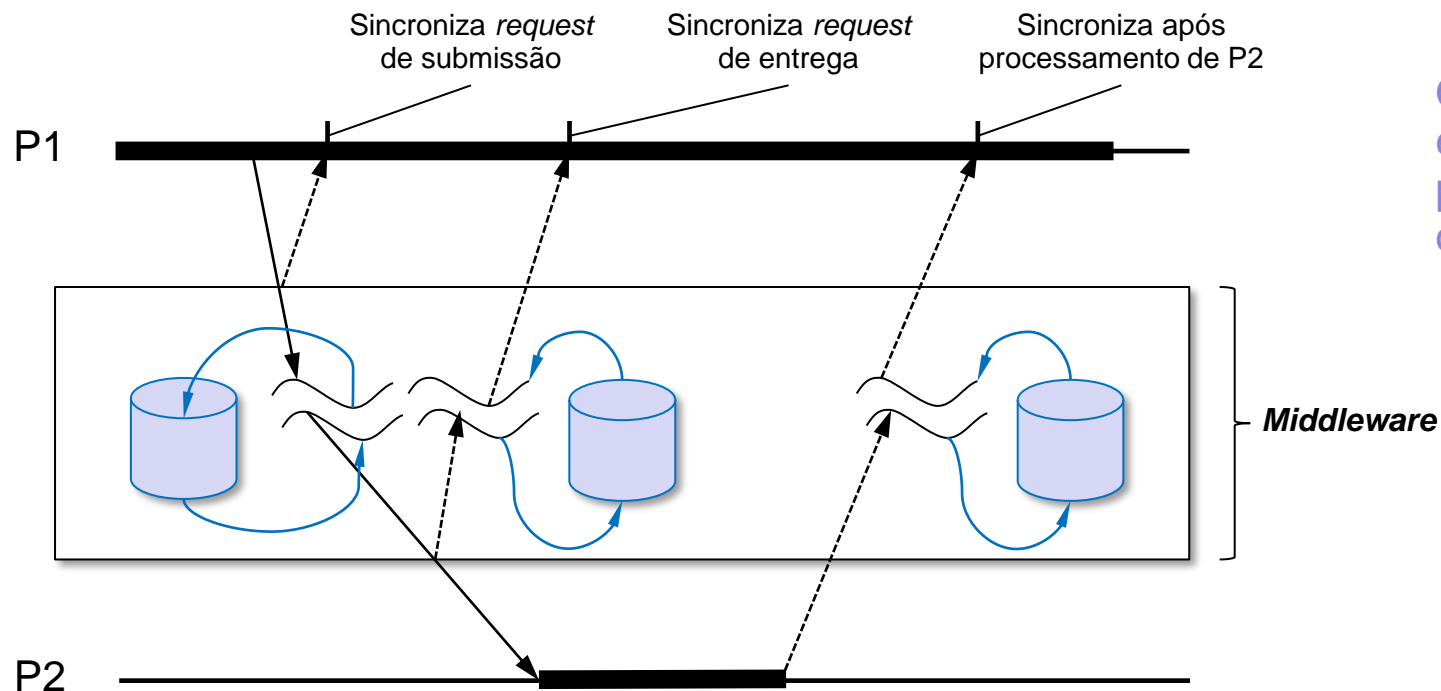 Sincroniza request
de submissão
Sincroniza request
de entrega
Sincroniza após
processamento de P2
P1
Middleware
P2